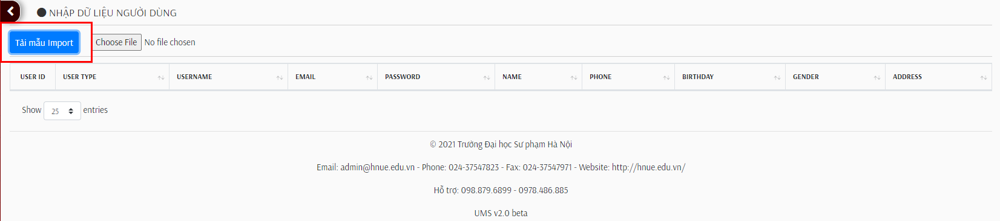 NHẬP DỮ LIỆU NGƯỜI DÙNG
Tải mẫu Import Choose File No file chosen
USER ID USER TYPE USERNAME EMAIL PASSWORD NAME PHONE BIRTHDAY GENDER ADDRESS
Show 25 entries
© 2021 Trường Đại học Sư phạm Hà Nội
Email: admin@hnue.edu.vn - Phone: 024-37547823 - Fax: 024-37547971 - Website: http://hnue.edu.vn/
Hỗ trợ: 098.879.6899 - 0978.486.885
UMS v2.0 beta